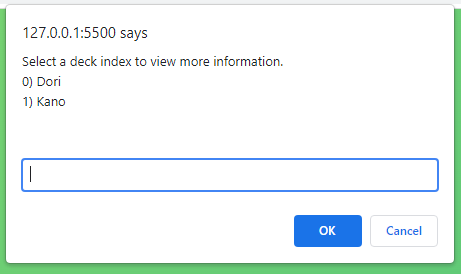 127.0.0.1:5500 says
Select a deck index to view more information.
0) Dori
1) Kano
OK
Cancel